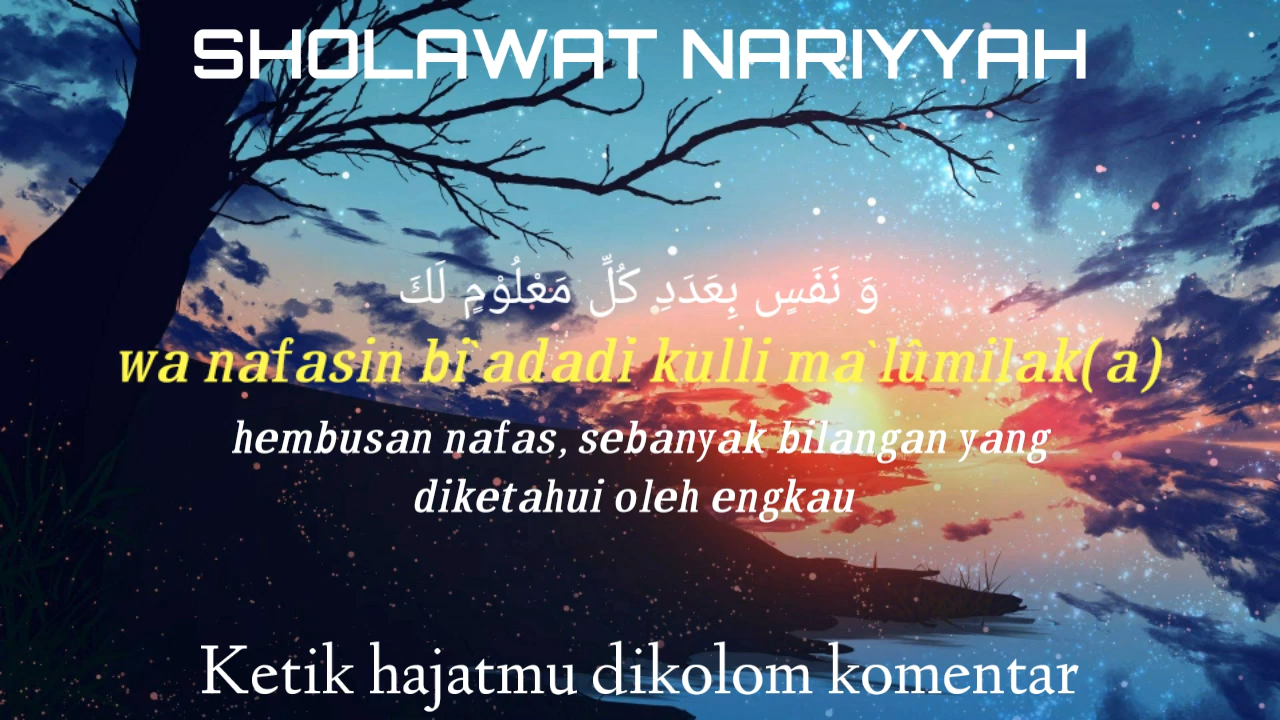 SHOLAWAT NARIYYAH
وَ نَفَسٍ بِعَدَدِ كُلِّ مَعْلُوْمٍ لَكَ
wa nafasin bi`adadi kulli ma`lûmilak(a)
hembusan nafas, sebanyak bilangan yang
diketahui oleh engkau
Ketik hajatmu dikolom komentar